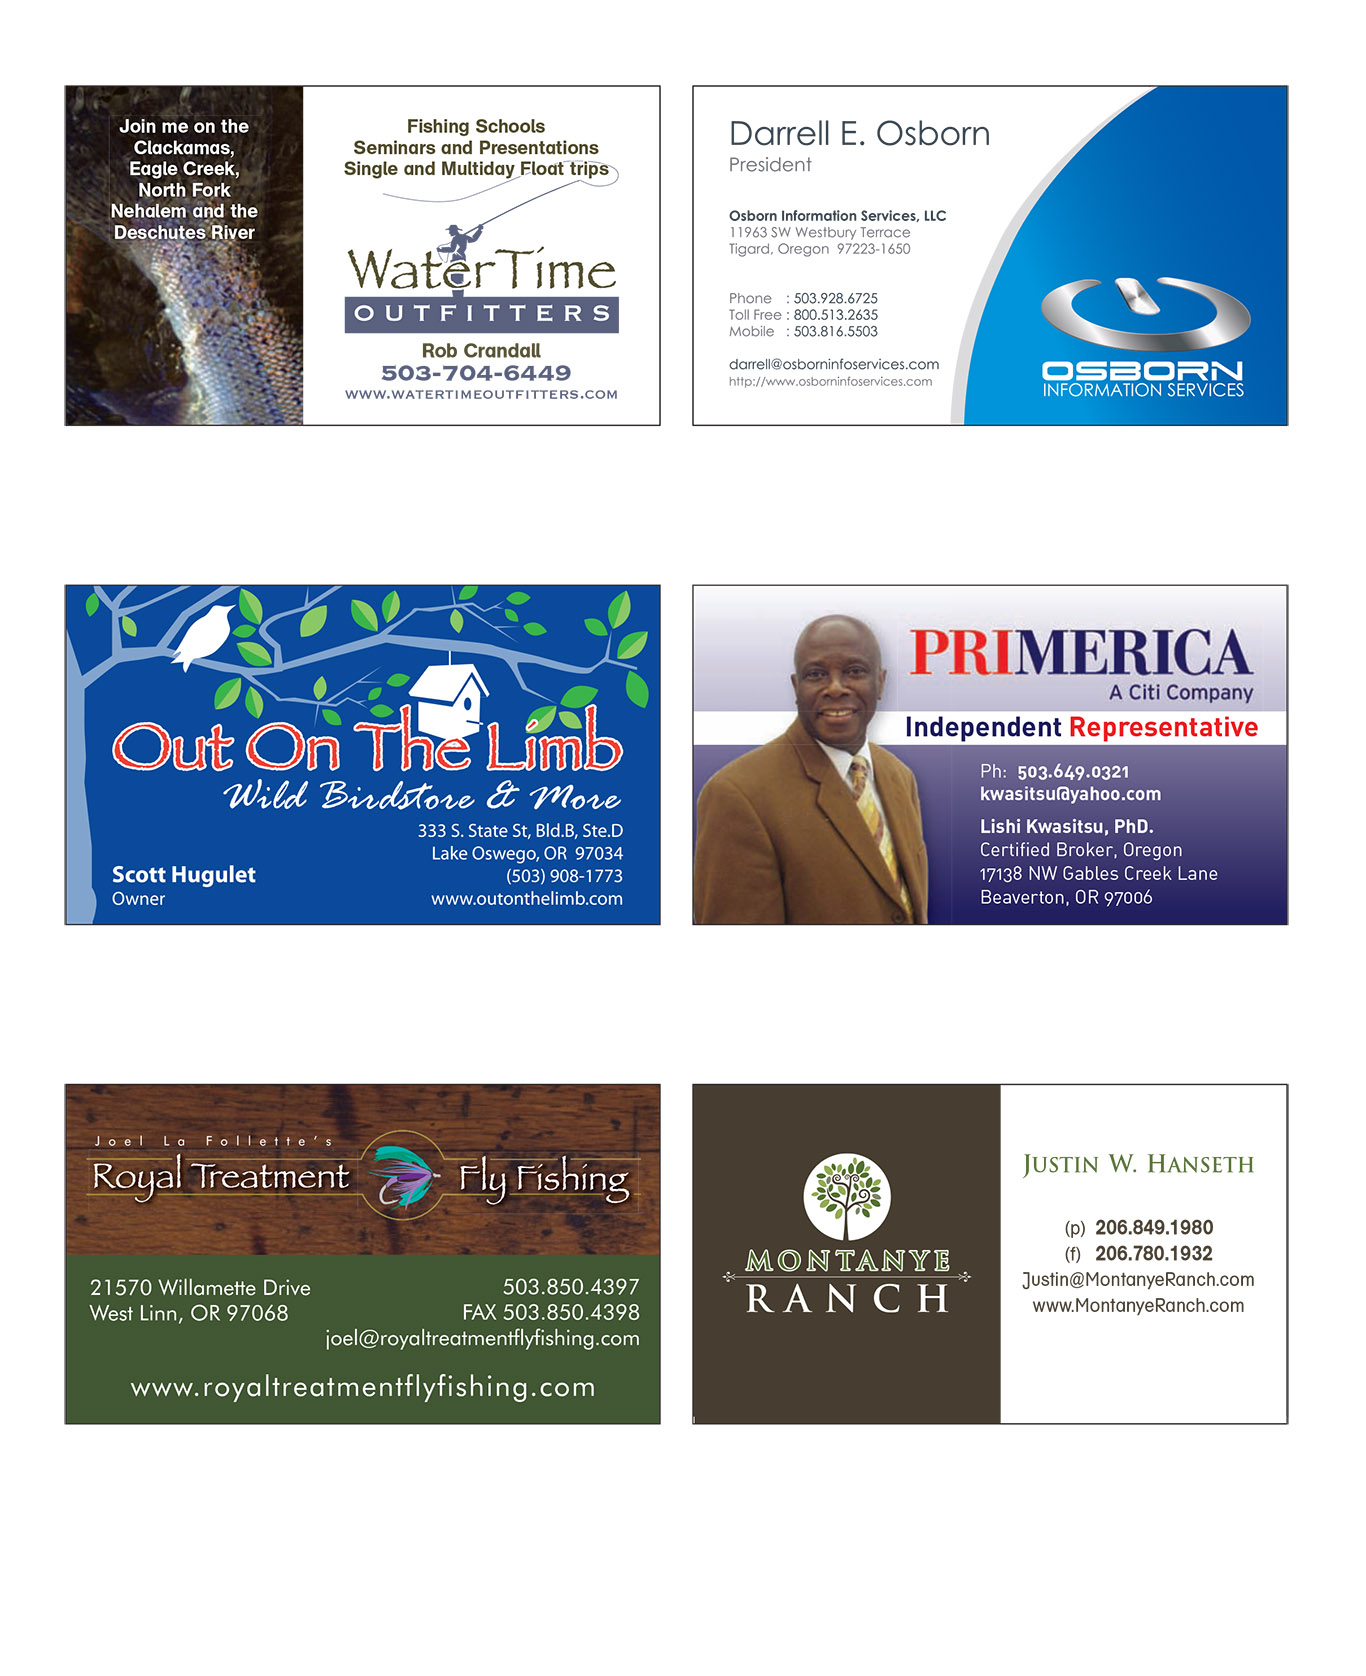 Join me on the
Clackamas,
Eagle Creek,
North Fork
Nehalem and the
Deschutes River
Fishing Schools
Seminars and Presentations
Single and Multiday Float trips
WaterTime
OUTFITTERS
Rob Crandall
503-704-6449
WWW.WATERTIMEOUTFITTERS.COM
Darrell E. Osborn
President
Osborn Information Services, LLC
11963 SW Westbury Terrace
Tigard, Oregon 97223-1650
Phone : 503.928.6725
Toll Free : 800.513.2635
Mobile : 503.816.5503
darrell@osborninfoservices.com
http://www.osborninfoservices.com
OSBORN
INFORMATION SERVICES
Out On The Limb
Wild Birdstore & More
333 S. State St, Bld.B, Ste.D
Lake Oswego, OR 97034
(503) 908-1773
www.outonthelimb.com
Scott Hugulet
Owner
PRIMERICA
A Citi Company
Independent Representative
Ph: 503.649.0321
kwasitsu@yahoo.com
Lishi Kwasitsu, PhD.
Certified Broker, Oregon
17138 NW Gables Creek Lane
Beaverton, OR 97006
Joel La Follette's
Royal Treatment Fly Fishing
21570 Willamette Drive
West Linn, OR 97068
503.850.4397
FAX 503.850.4398
joel@royaltreatmentflyfishing.com
www.royaltreatmentflyfishing.com
MONTANYE
RANCH
JUSTIN W. HANSETH
(p) 206.849.1980
(f) 206.780.1932
Justin@MontanyeRanch.com
www.MontanyeRanch.com